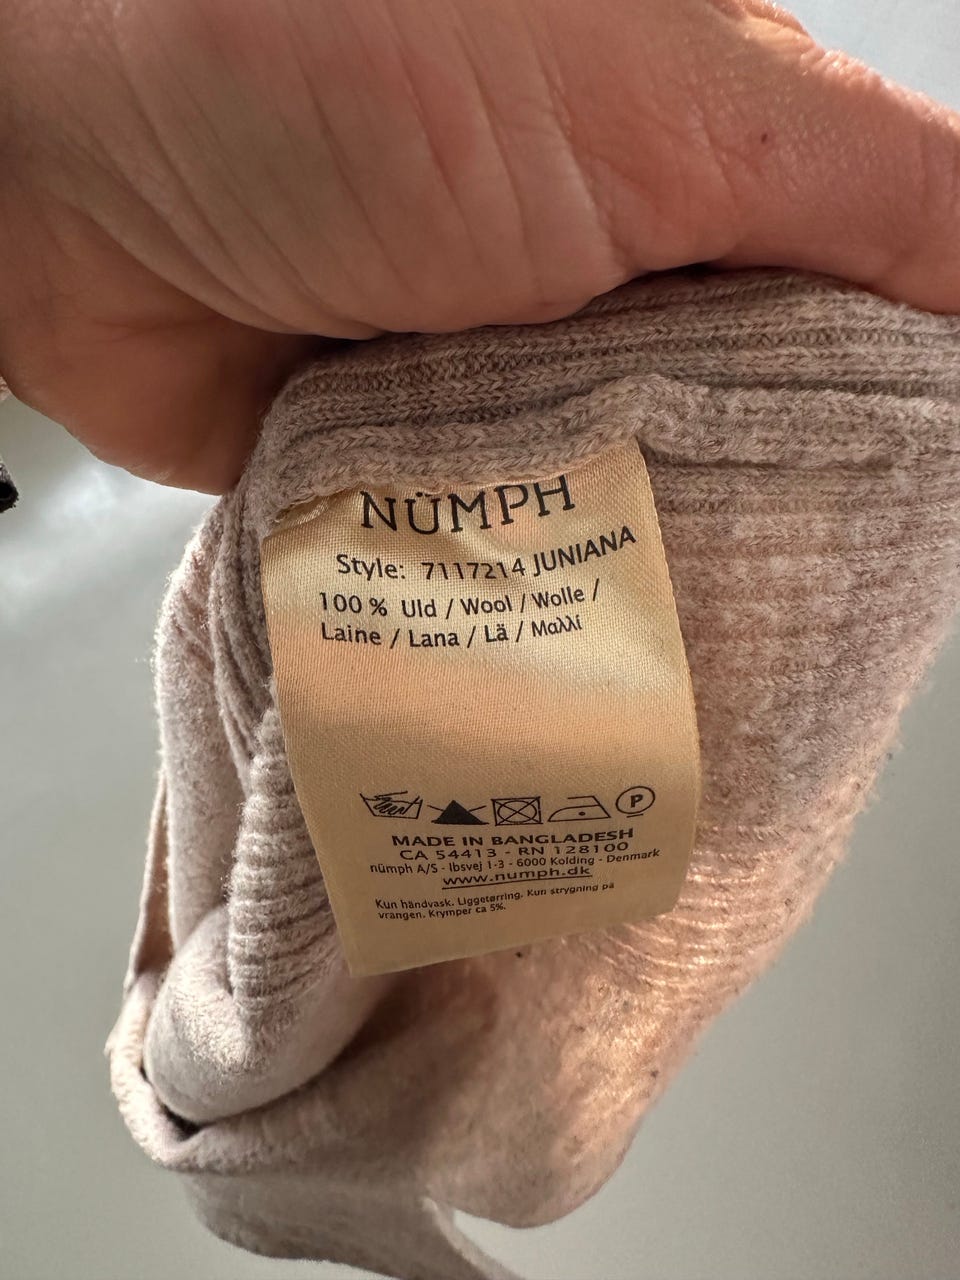 NÜMPH
Style: 7117214 JUNIANA
100 % Uld / Wool / Wolle /
Laine / Lana / Lä / Μαλλί
P
MADE IN BANGLADESH
CA 54413 - RN 128100
nümph A/S - Ibsvej 1-3 - 6000 Kolding - Denmark
www.numph.dk
Kun håndvask. Liggetørring. Kun strygning på
vrangen. Krymper ca 5%.